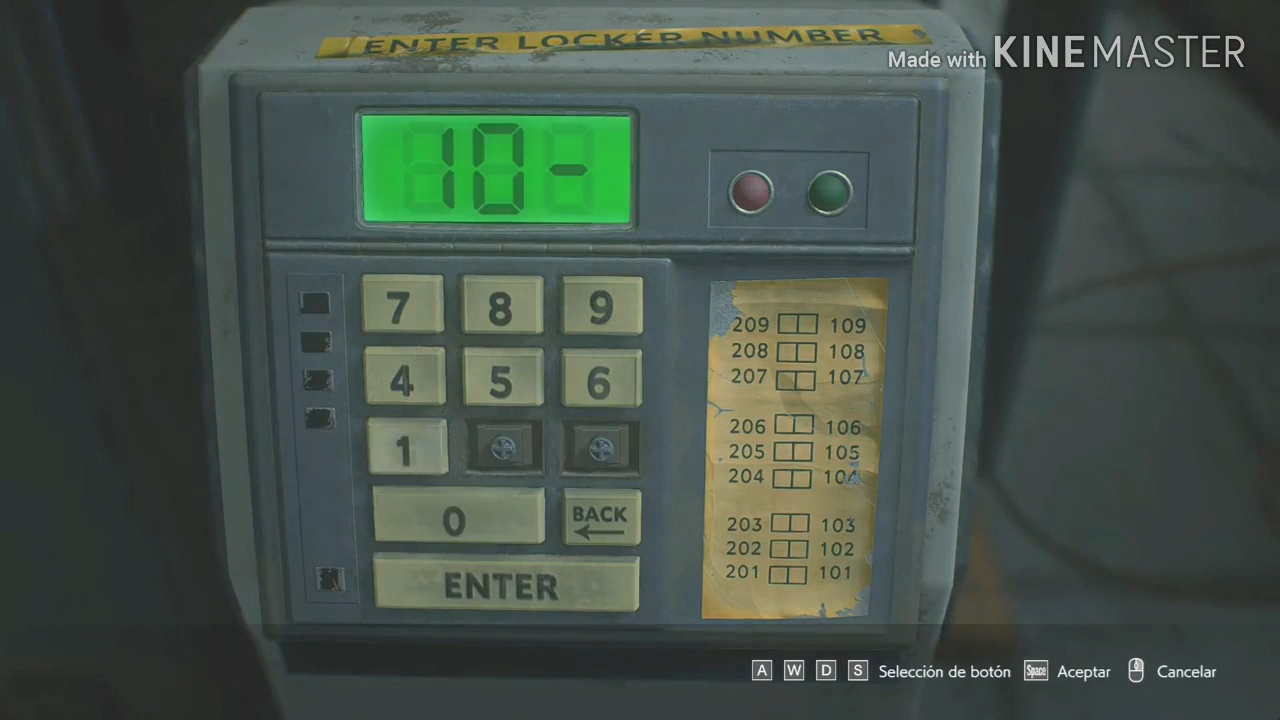 ENTER LOCKER NUMBER
Made with KINEMASTER
10-
7 8 9
4 5 6
1
0 BACK
ENTER
209 109
208 108
207 107
206 106
205 105
204 104
203 103
202 102
201 101
A W D S Selección de botón Space Aceptar Cancelar